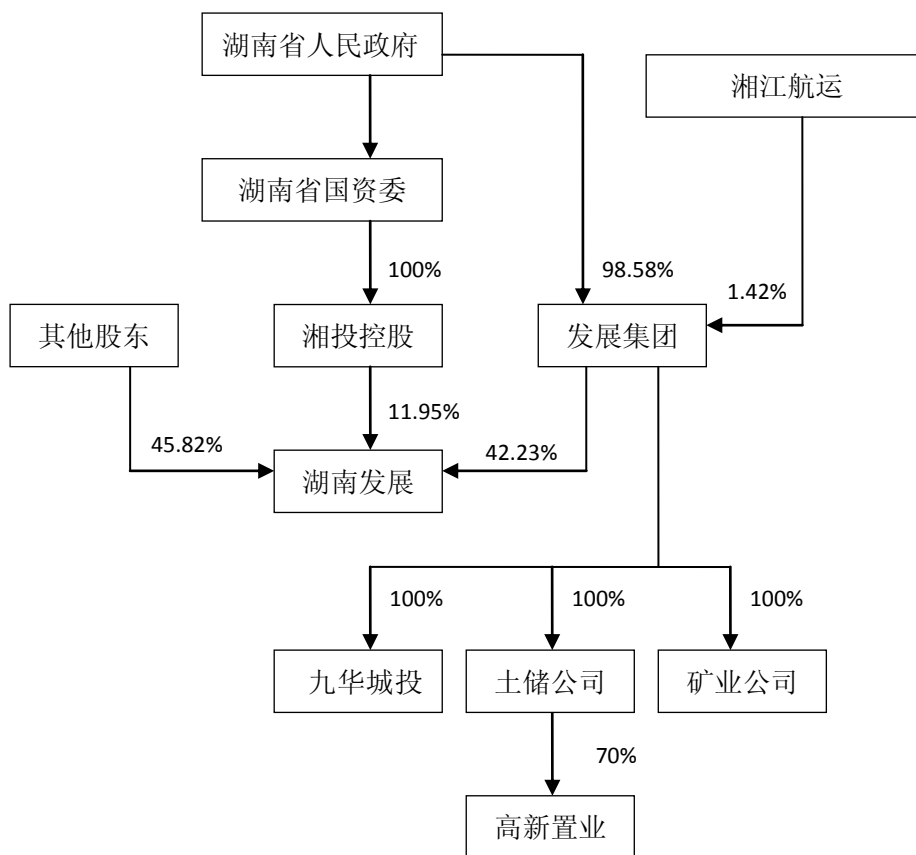 湖南省人民政府
湘江航运
湖南省国资委
100%
98.58%
1.42%
其他股东
湘投控股
发展集团
11.95%
45.82%
42.23%
湖南发展
100%
100%
100%
九华城投
土储公司
矿业公司
70%
高新置业